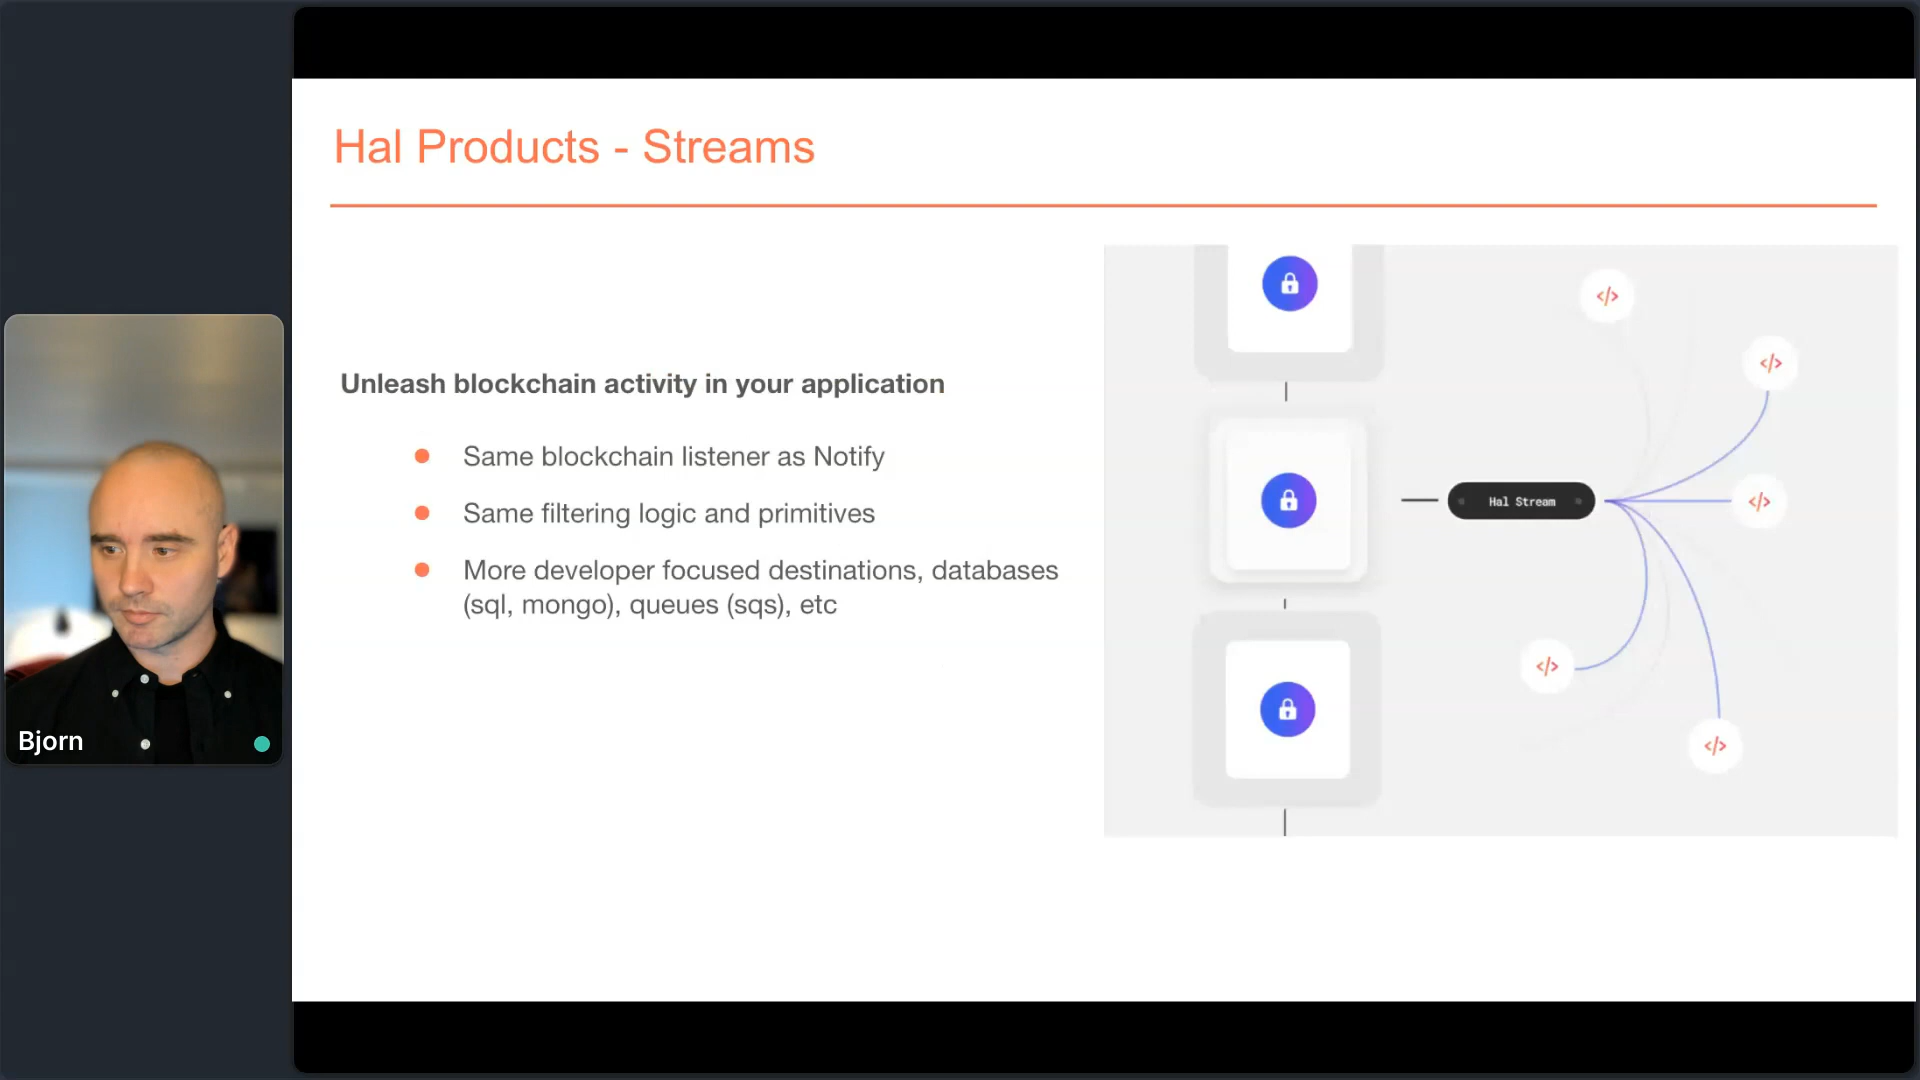 Hal Products - Streams
Unleash blockchain activity in your application
Same blockchain listener as Notify
Same filtering logic and primitives
More developer focused destinations, databases
(sql, mongo), queues (sqs), etc
</>
</>
Hal Stream
</>
</>
</>
Bjorn